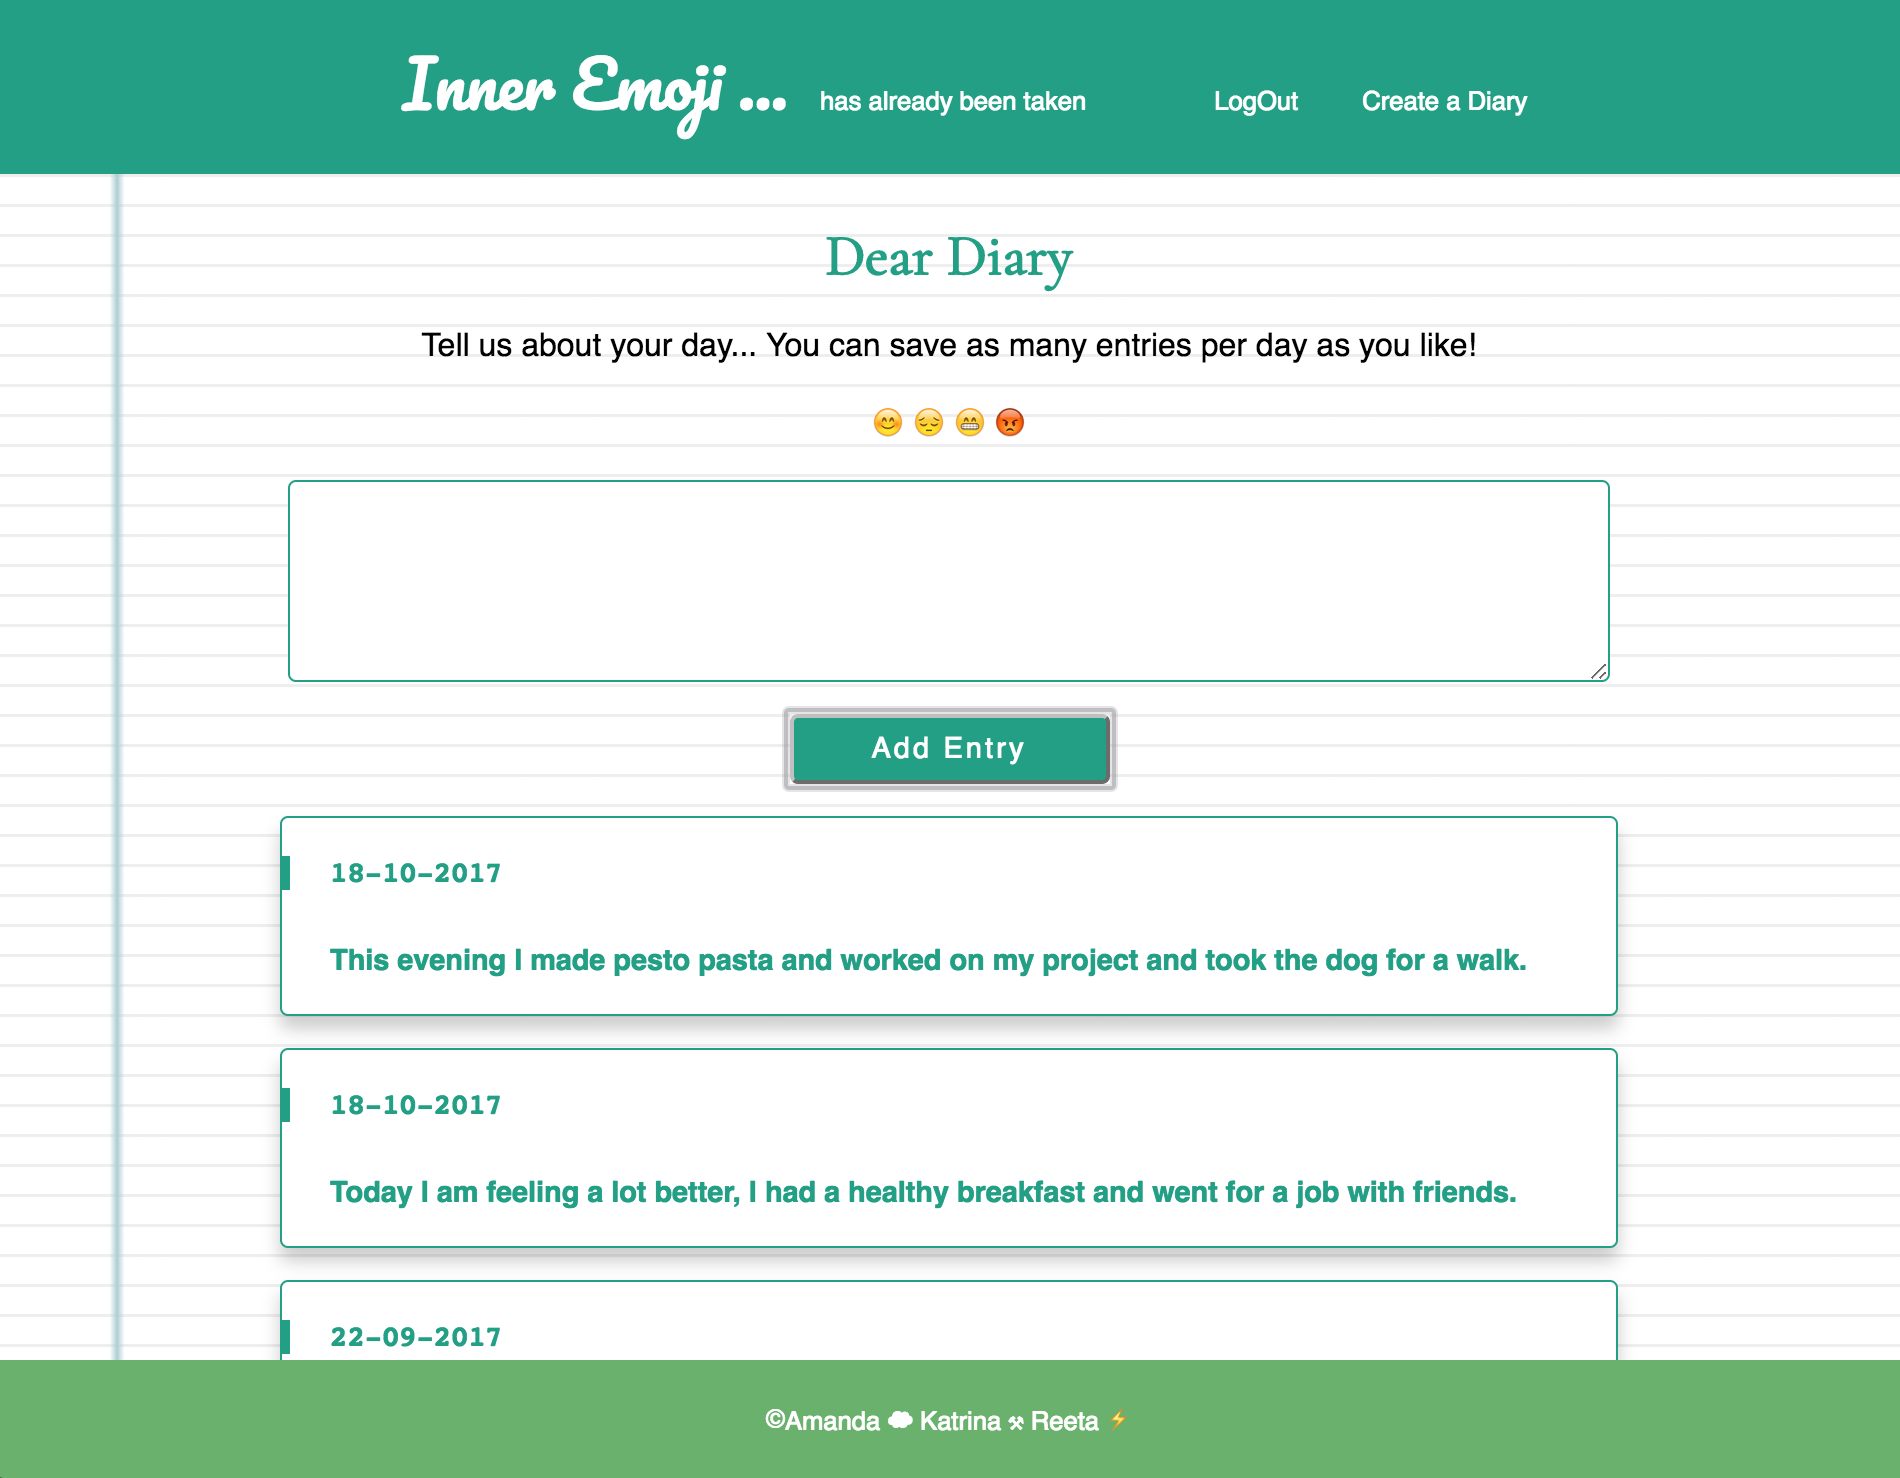 Inner Emoji ... has already been taken LogOut Create a Diary
Dear Diary
Tell us about your day... You can save as many entries per day as you like!
😊 😔 😁 😡
Add Entry
18-10-2017
This evening I made pesto pasta and worked on my project and took the dog for a walk.
18-10-2017
Today I am feeling a lot better, I had a healthy breakfast and went for a job with friends.
22-09-2017
©Amanda ☁ Katrina ⚒ Reeta ⚡